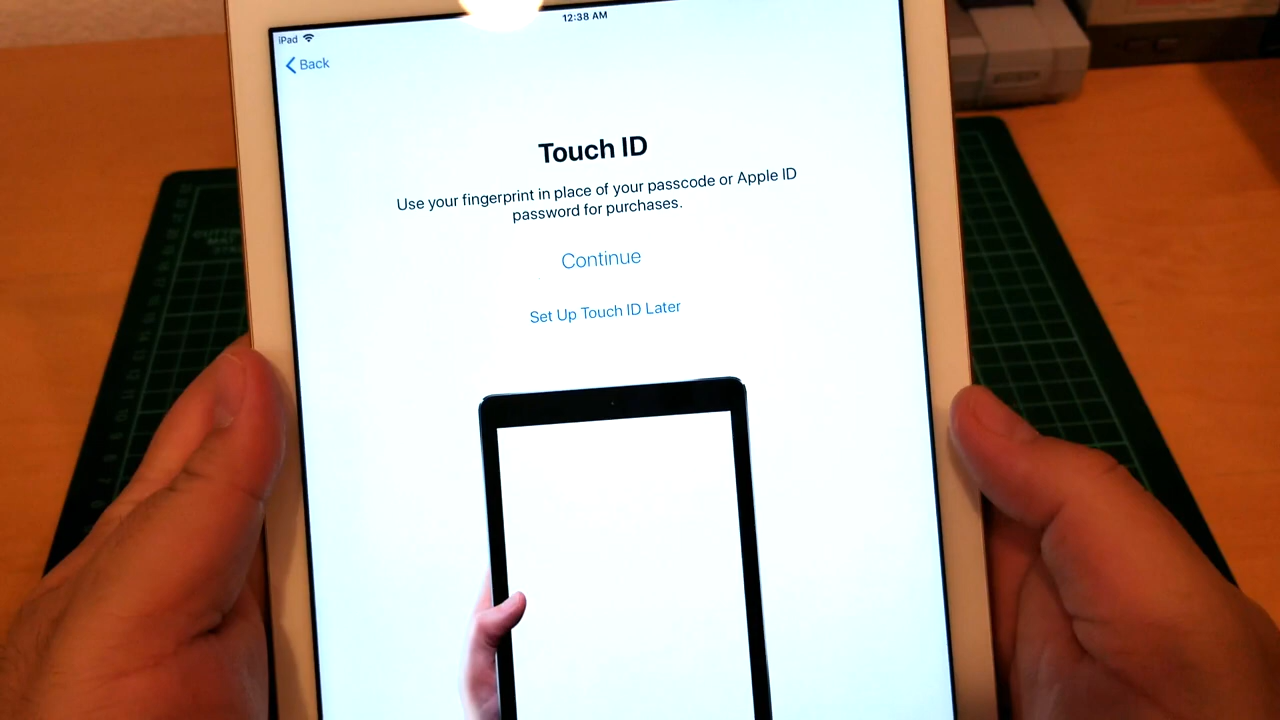 12:38 AM
iPad
Back
Touch ID
Use your fingerprint in place of your passcode or Apple ID
password for purchases.
Continue
Set Up Touch ID Later